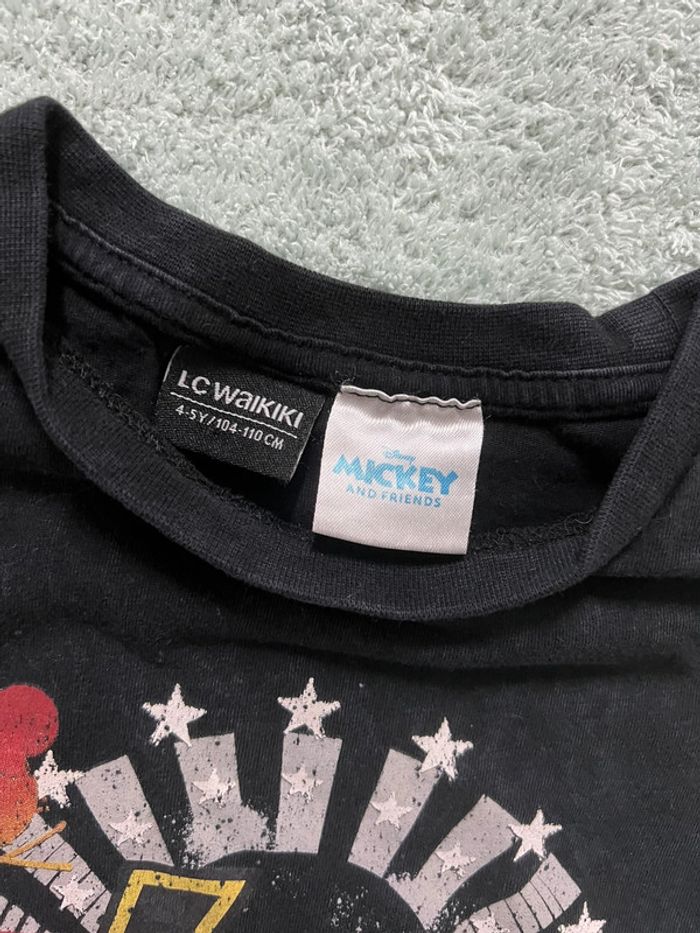 LC WAIKIKI
4-5Y/104-110 CM
Disney
MICKEY
AND FRIENDS